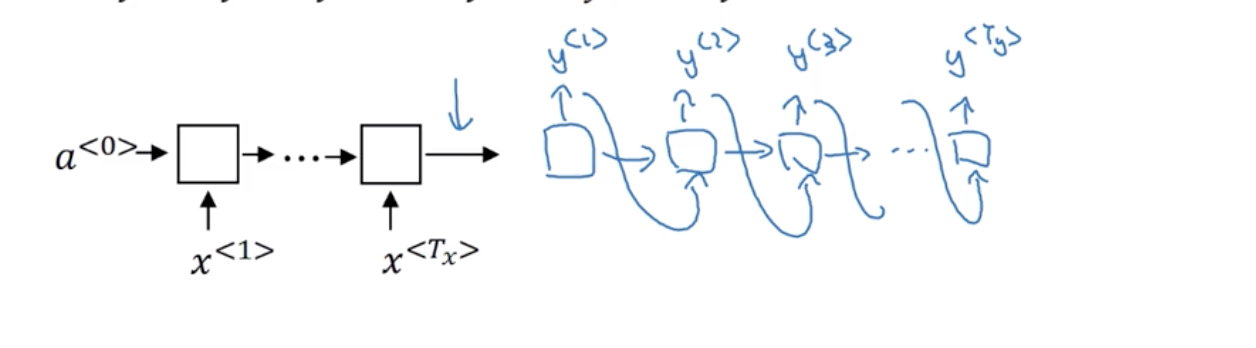 y<1> y<2> y<3> y<Ty>
a<0> ... ...
x<1> x<Tx>